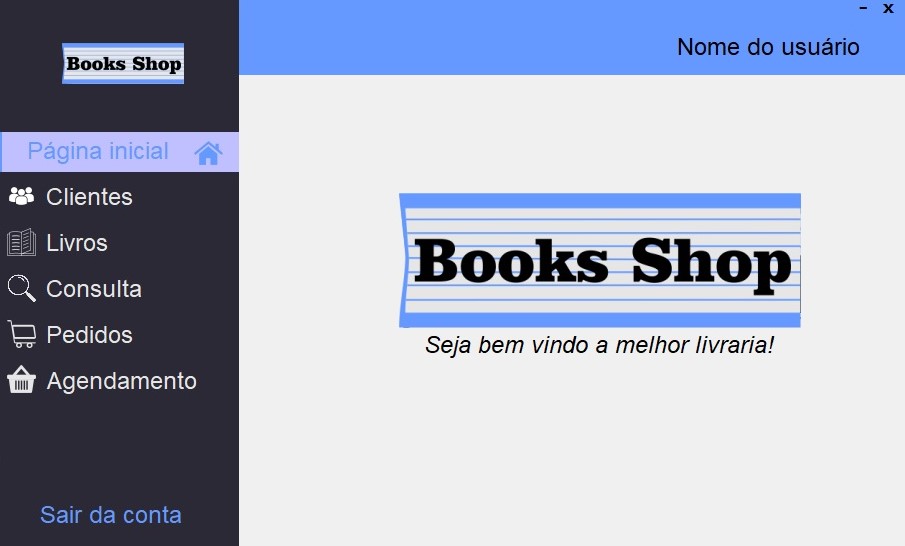 - x
Nome do usuário
Books Shop
Página inicial
Clientes
Livros
Consulta
Pedidos
Agendamento
Sair da conta
Books Shop
Seja bem vindo a melhor livraria!